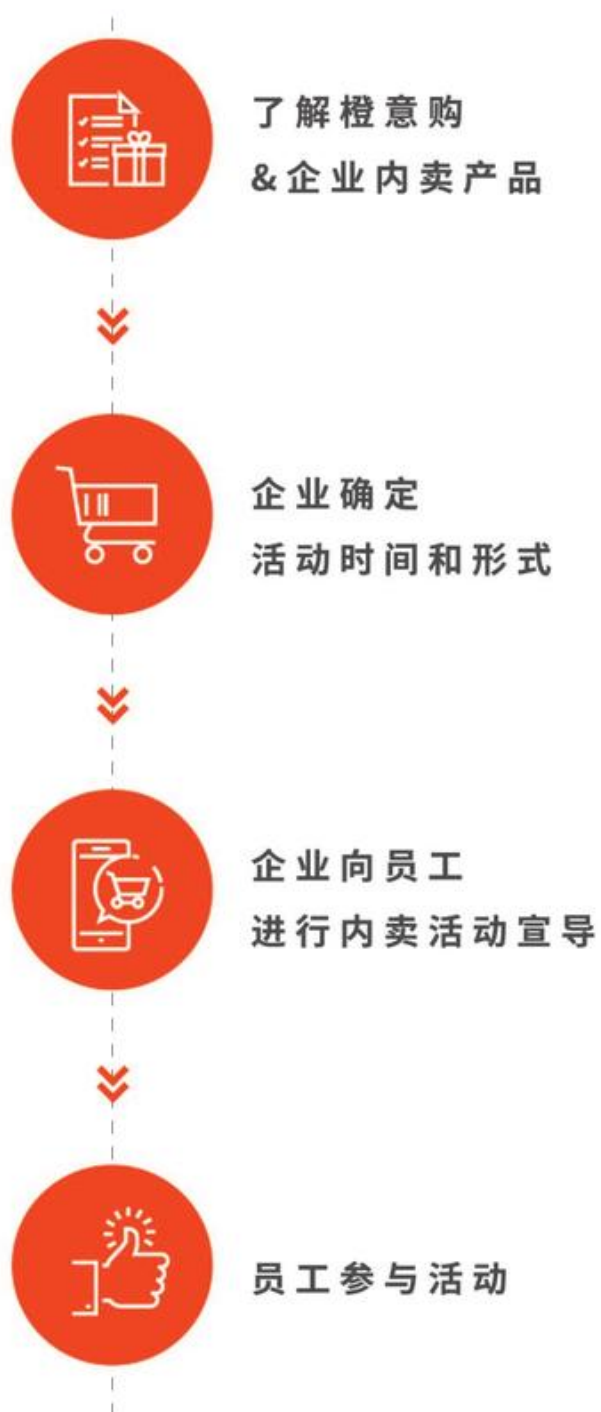 了解橙意购
&企业内卖产品
企业确定
活动时间和形式
企业向员工
进行内卖活动宣导
员工参与活动